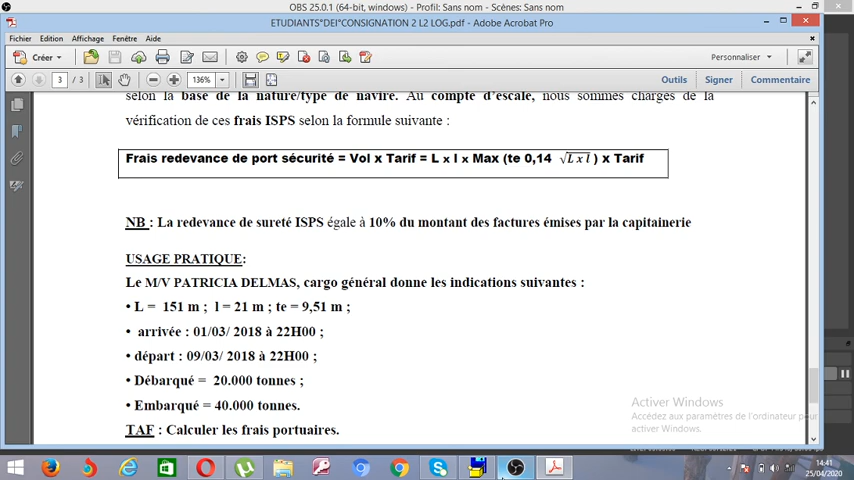 OBS 25.0.1 (64-bit, windows) - Profil: Sans nom - Scènes: Sans nom
ETUDIANTS"DEI"CONSIGNATION 2 L2 LOG.pdf - Adobe Acrobat Pro
Fichier Edition Affichage Fenêtre Aide
Créer Personnaliser
3 / 3 136% Outils Signer Commentaire
selon la base de la nature/type de navire. Au compte d'escale, nous sommes chargés de la
vérification de ces frais ISPS selon la formule suivante :
Frais redevance de port sécurité = Vol x Tarif = L x l x Max (te 0,14 √L x l ) x Tarif
NB : La redevance de sureté ISPS égale à 10% du montant des factures émises par la capitainerie
USAGE PRATIQUE:
Le M/V PATRICIA DELMAS, cargo général donne les indications suivantes :
• L = 151 m ; l = 21 m ; te = 9,51 m ;
• arrivée : 01/03/ 2018 à 22H00 ;
• départ : 09/03/ 2018 à 22H00 ;
• Débarqué = 20.000 tonnes ;
• Embarqué = 40.000 tonnes.
TAF : Calculer les frais portuaires.
Activer Windows
Accédez aux paramètres de l'ordinateur pour
activer Windows.
14:41
25/04/2020